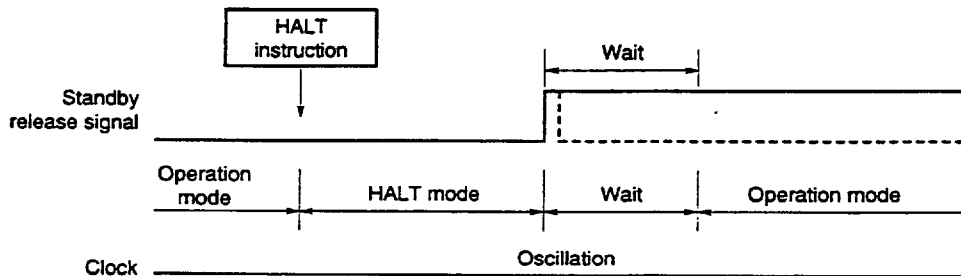 HALT
instruction
Wait
Standby
release signal
Operation
mode
HALT mode
Wait
Operation mode
Oscillation
Clock